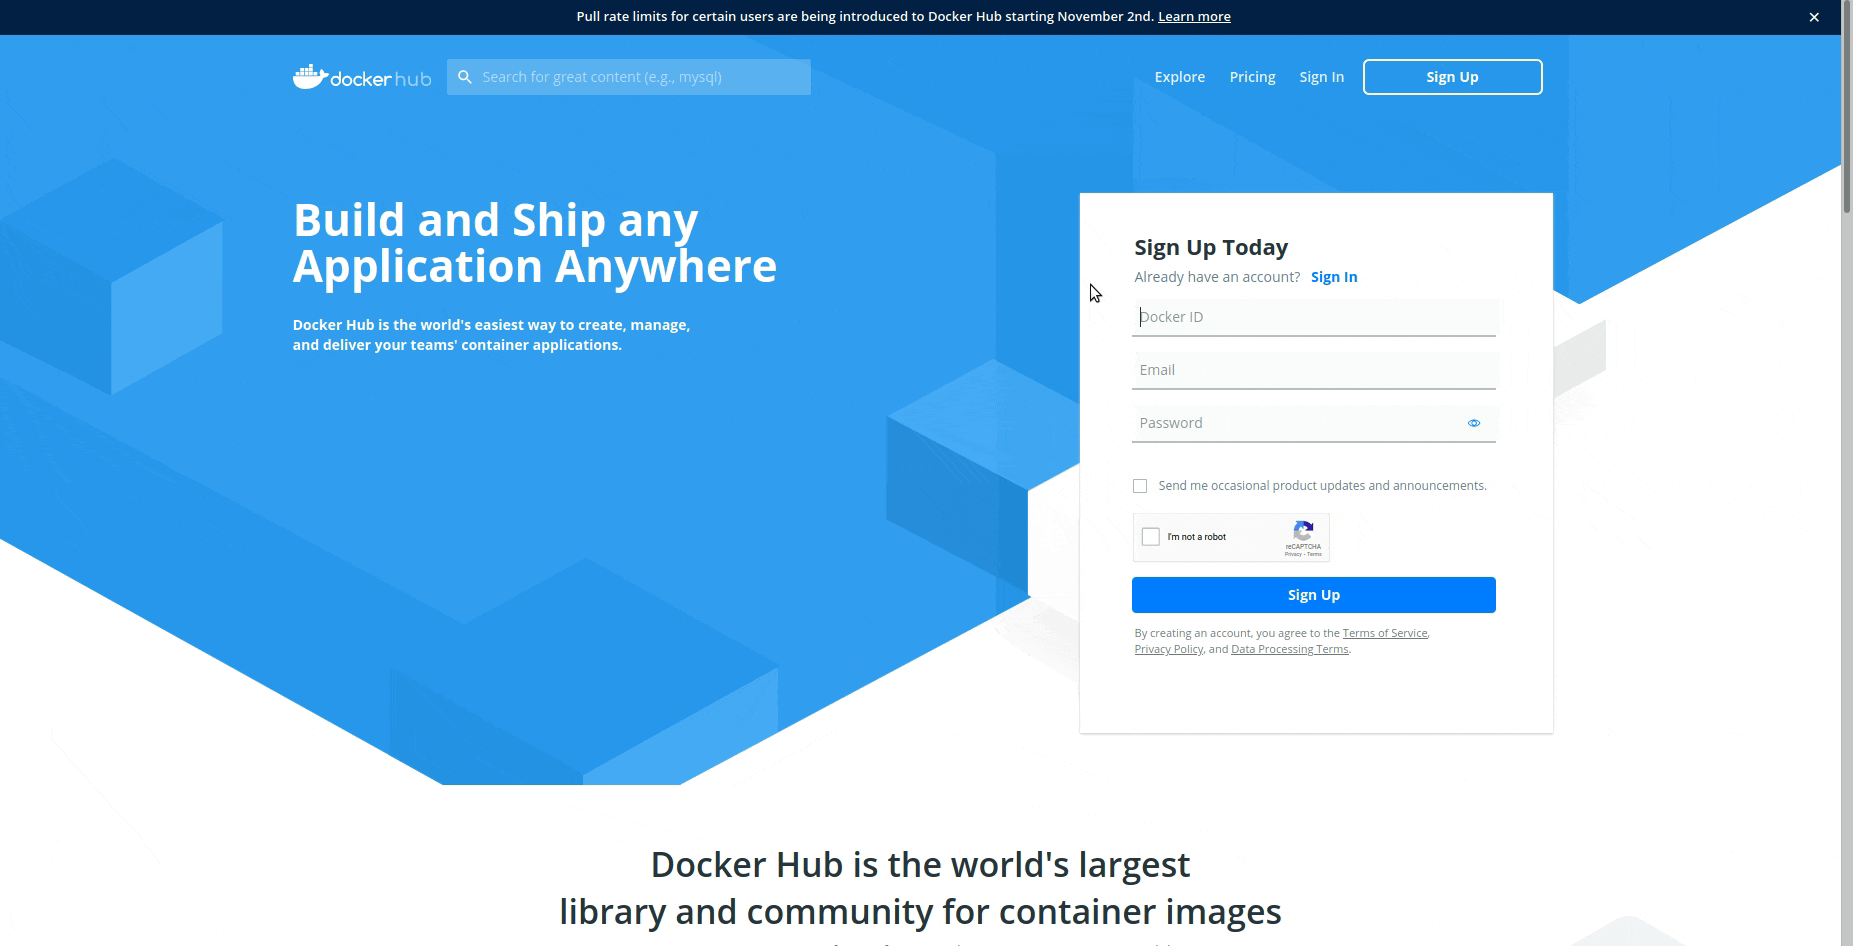 Pull rate limits for certain users are being introduced to Docker Hub starting November 2nd. Learn more
docker hub
Search for great content (e.g., mysql)
Explore
Pricing
Sign In
Sign Up
Build and Ship any
Application Anywhere
Docker Hub is the world's easiest way to create, manage,
and deliver your teams' container applications.
Sign Up Today
Already have an account? Sign In
Docker ID
Email
Password
Send me occasional product updates and announcements.
I'm not a robot
reCAPTCHA
Privacy - Terms
Sign Up
By creating an account, you agree to the Terms of Service,
Privacy Policy, and Data Processing Terms.
Docker Hub is the world's largest
library and community for container images